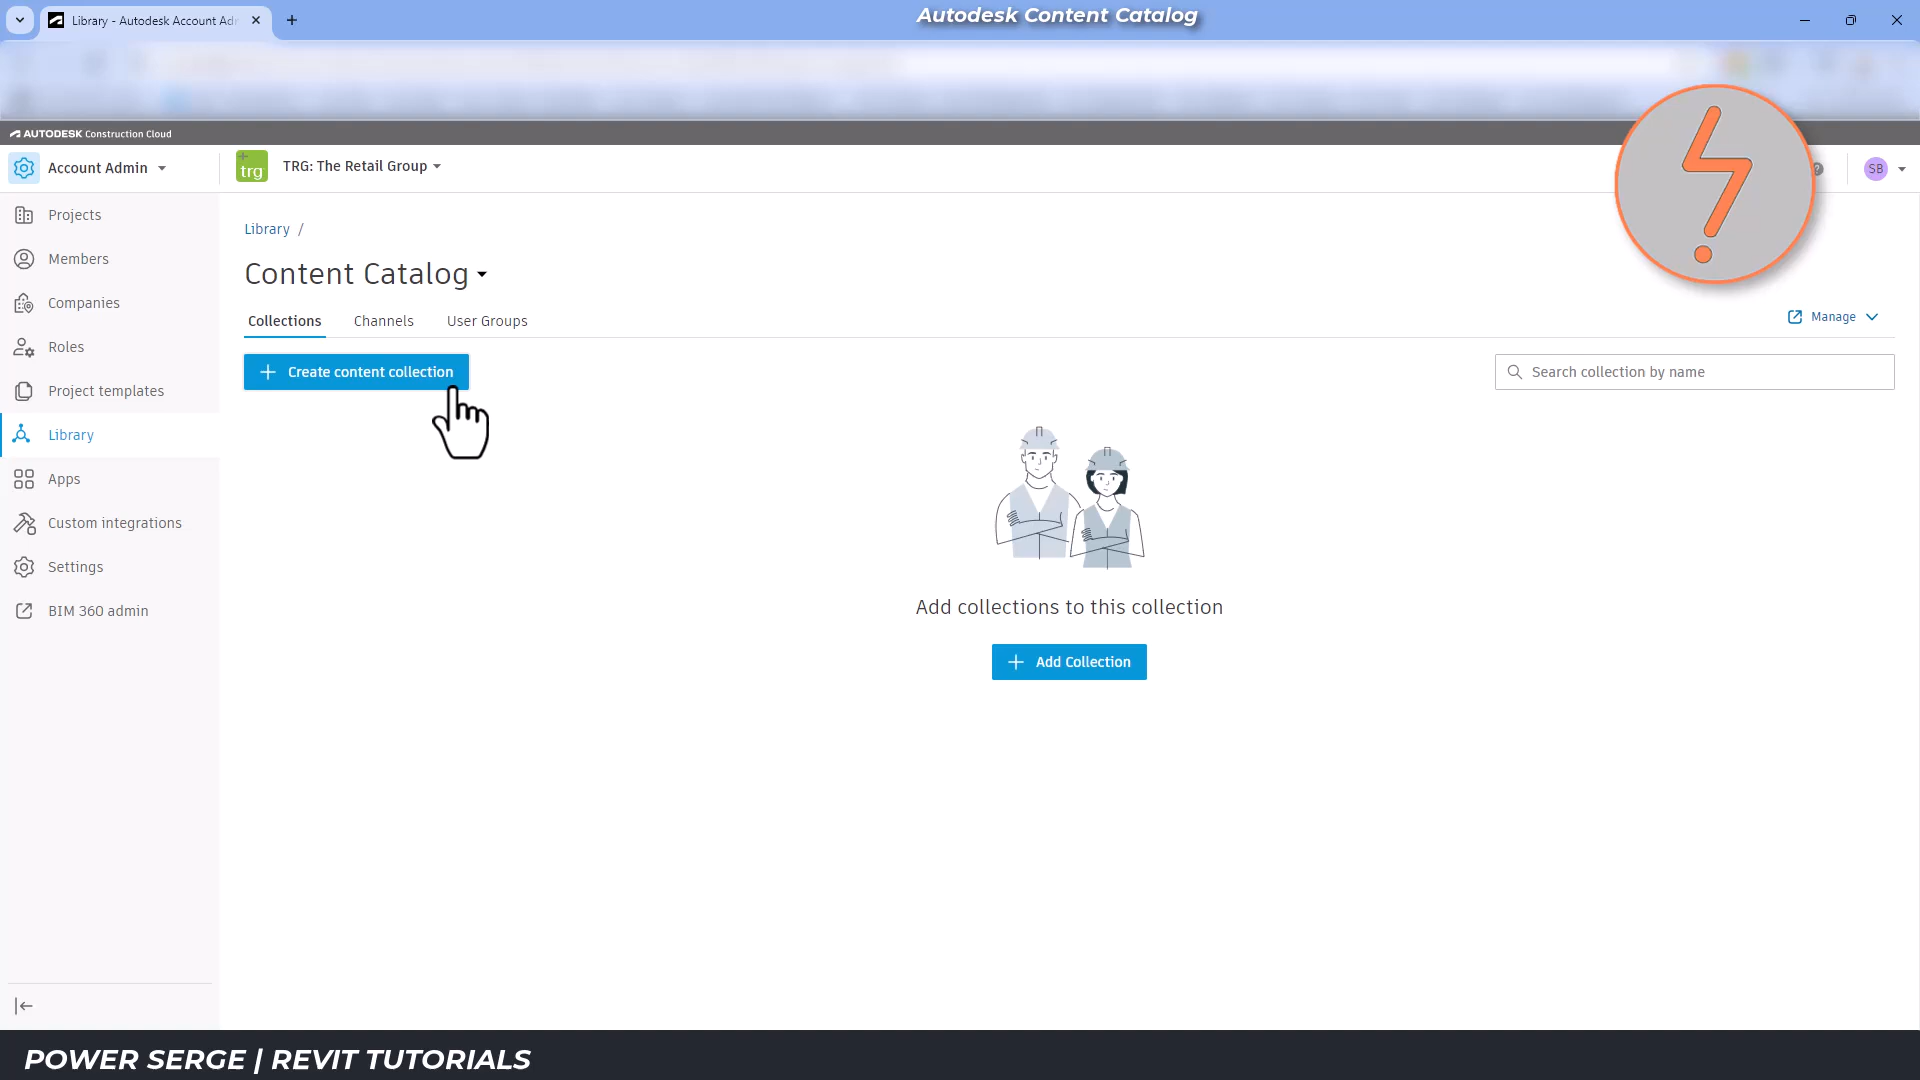 Library - Autodesk Account Adr
Autodesk Content Catalog
AUTODESK Construction Cloud
Account Admin
trg
TRG: The Retail Group
SB
Projects
Members
Companies
Roles
Project templates
Library
Apps
Custom integrations
Settings
BIM 360 admin
Library /
Content Catalog
Collections
Channels
User Groups
Manage
Create content collection
Search collection by name
Add collections to this collection
Add Collection
POWER SERGE | REVIT TUTORIALS